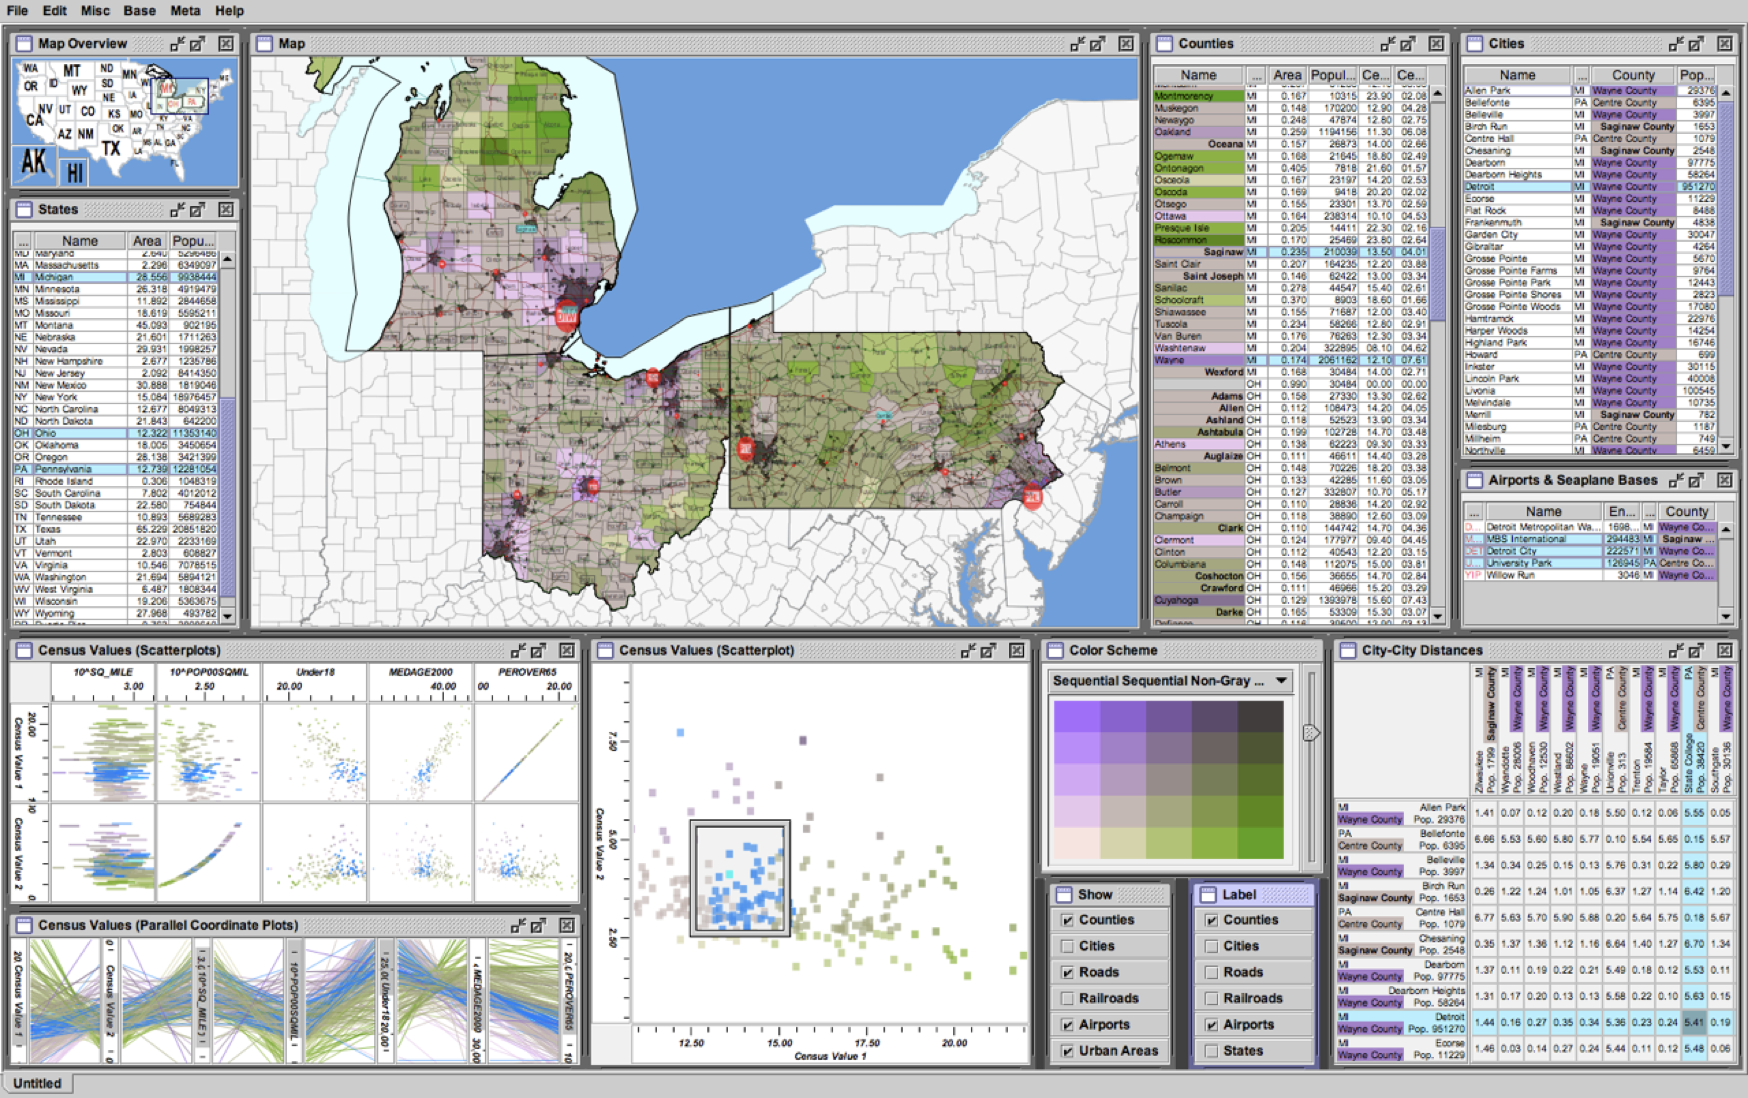 File Edit Misc Base Meta Help
Map Overview
WA MT ND MN
OR ID WY SD
NE IA
NV UT CO KS MO
CA AZ NM OK AR
TX
AK HI
FL
States
... Name Area Popu...
MA Massachusetts 2.296 6349097
MI Michigan 28.556 9938444
MN Minnesota 26.318 4919479
MS Mississippi 11.892 2844658
MO Missouri 18.619 5595211
MT Montana 45.093 902195
NE Nebraska 21.601 1711263
NV Nevada 29.931 1998257
NH New Hampshire 2.677 1235786
NJ New Jersey 2.092 8414350
NM New Mexico 30.888 1819046
NY New York 15.084 18976457
NC North Carolina 12.677 8049313
ND North Dakota 21.843 642200
OH Ohio 12.322 11353140
OK Oklahoma 18.005 3450654
OR Oregon 28.138 3421399
PA Pennsylvania 12.739 12281054
RI Rhode Island 0.306 1048319
SC South Carolina 7.802 4012012
SD South Dakota 22.580 754844
TN Tennessee 10.893 5689283
TX Texas 65.229 20851820
UT Utah 22.970 2233169
VT Vermont 2.803 608827
VA Virginia 10.546 7078515
WA Washington 21.694 5894121
WV West Virginia 6.487 1808344
WI Wisconsin 19.206 5363675
WY Wyoming 27.968 493782
Map
Counties
Name ... Area Popul... Ce... Ce...
Montmorency MI 0.167 10315 23.90 02.08
Muskegon MI 0.148 170200 12.90 04.28
Newaygo MI 0.248 47874 12.80 02.75
Oakland MI 0.259 1194156 11.30 06.08
Oceana MI 0.157 26873 14.00 02.66
Ogemaw MI 0.168 21645 18.80 02.49
Ontonagon MI 0.405 7818 21.60 01.57
Osceola MI 0.167 23197 14.20 02.53
Oscoda MI 0.169 9418 20.20 02.02
Otsego MI 0.155 23301 13.70 02.59
Ottawa MI 0.164 238314 10.10 04.53
Presque Isle MI 0.205 14411 22.30 02.16
Roscommon MI 0.170 25469 23.80 02.64
Saginaw MI 0.235 210039 13.50 04.01
Saint Clair MI 0.207 164235 12.20 03.88
Saint Joseph MI 0.146 62422 13.00 03.34
Sanilac MI 0.278 44547 15.40 02.61
Schoolcraft MI 0.370 8903 18.60 01.66
Shiawassee MI 0.155 71687 12.00 03.40
Tuscola MI 0.234 58266 12.80 02.91
Van Buren MI 0.176 76263 12.30 03.34
Washtenaw MI 0.204 322895 08.10 04.62
Wayne MI 0.174 2061162 12.10 07.61
Wexford MI 0.168 30484 14.00 02.71
OH 0.990 30484 00.00 00.00
Adams OH 0.158 27330 13.30 02.62
Allen OH 0.112 108473 14.20 04.05
Ashland OH 0.118 52523 13.90 03.34
Ashtabula OH 0.199 102728 14.70 03.48
Athens OH 0.138 62223 09.30 03.33
Auglaize OH 0.111 46611 14.40 03.28
Belmont OH 0.148 70226 18.20 03.38
Brown OH 0.133 42285 11.60 03.05
Butler OH 0.127 332807 10.70 05.17
Carroll OH 0.110 28836 14.20 02.92
Champaign OH 0.118 38890 12.60 03.09
Clark OH 0.110 144742 14.70 04.36
Clermont OH 0.124 177977 09.40 04.45
Clinton OH 0.112 40543 12.20 03.15
Columbiana OH 0.148 112075 15.00 03.81
Coshocton OH 0.156 36655 14.70 02.84
Crawford OH 0.111 46966 15.20 03.29
Cuyahoga OH 0.129 1393978 15.60 07.43
Darke OH 0.165 53309 15.30 03.07
Cities
Name ... County Pop...
Allen Park MI Wayne County 29376
Bellefonte PA Centre County 6395
Belleville MI Wayne County 3997
Birch Run MI Saginaw County 1653
Centre Hall PA Centre County 1079
Chesaning MI Saginaw County 2548
Dearborn MI Wayne County 97775
Dearborn Heights MI Wayne County 58264
Detroit MI Wayne County 951270
Ecorse MI Wayne County 11229
Flat Rock MI Wayne County 8488
Frankenmuth MI Saginaw County 4838
Garden City MI Wayne County 30047
Gibraltar MI Wayne County 4264
Grosse Pointe MI Wayne County 5670
Grosse Pointe Farms MI Wayne County 9764
Grosse Pointe Park MI Wayne County 12443
Grosse Pointe Shores MI Wayne County 2823
Grosse Pointe Woods MI Wayne County 17080
Hamtramck MI Wayne County 22976
Harper Woods MI Wayne County 14254
Highland Park MI Wayne County 16746
Howard PA Centre County 699
Inkster MI Wayne County 30115
Lincoln Park MI Wayne County 40008
Livonia MI Wayne County 100545
Melvindale MI Wayne County 10735
Merrill MI Saginaw County 782
Milesburg PA Centre County 1187
Millheim PA Centre County 749
Northville MI Wayne County 6459
Airports & Seaplane Bases
... Name En... ... County
D... Detroit Metropolitan Wa... 1698... MI Wayne Co...
M... MBS International 294483 MI Saginaw ...
DET Detroit City 222571 MI Wayne Co...
U... University Park 126945 PA Centre Co...
YIP Willow Run 3046 MI Wayne Co...
Census Values (Scatterplots)
10^SQ_MILE 10^POP00SQMIL Under18 MEDAGE2000 PEROVER65
3.00 2.50 20.00 40.00 00 20.00
Census Value 1
20.00
Census Value 2
Census Values (Parallel Coordinate Plots)
20 Census Value 1
Census Value 2
10^SQ_MILE
10^POP00SQMIL
25.0 Under18 20.00
MEDAGE2000 30.00
20. PEROVER65 10
Census Values (Scatterplot)
7.50
5.00
2.50
Census Value 2
12.50 15.00 17.50 20.00
Census Value 1
Color Scheme
Sequential Sequential Non-Gray ...
Show
Counties
Cities
Roads
Railroads
Airports
Urban Areas
Label
Counties
Cities
Roads
Railroads
Airports
States
City-City Distances
MI Saginaw County Zilwaukee Pop. 1799
MI Wayne County Wyandotte Pop. 28006
MI Wayne County Woodhaven Pop. 12530
MI Wayne County Westland Pop. 86602
MI Wayne County Wayne Pop. 19051
PA Centre County Unionville Pop. 313
MI Wayne County Trenton Pop. 19584
MI Wayne County Taylor Pop. 65868
PA Centre County State College Pop. 38420
MI Wayne County Southgate Pop. 30136
MI Allen Park
Wayne County Pop. 29376 1.41 0.07 0.12 0.20 0.18 5.50 0.12 0.06 5.55 0.05
PA Bellefonte
Centre County Pop. 6395 6.66 5.53 5.60 5.80 5.77 0.10 5.54 5.65 0.15 5.57
MI Belleville
Wayne County Pop. 3997 1.34 0.34 0.25 0.15 0.13 5.76 0.31 0.22 5.80 0.29
MI Birch Run
Saginaw County Pop. 1653 0.26 1.22 1.24 1.01 1.05 6.37 1.27 1.14 6.42 1.20
PA Centre Hall
Centre County Pop. 1079 6.77 5.63 5.70 5.90 5.88 0.20 5.64 5.75 0.18 5.67
MI Chesaning
Saginaw County Pop. 2548 0.35 1.37 1.36 1.12 1.16 6.64 1.40 1.27 6.70 1.34
MI Dearborn
Wayne County Pop. 97775 1.37 0.11 0.19 0.22 0.21 5.49 0.18 0.12 5.53 0.11
MI Dearborn Heights
Wayne County Pop. 58264 1.31 0.17 0.20 0.13 0.13 5.58 0.22 0.10 5.63 0.15
MI Detroit
Wayne County Pop. 951270 1.44 0.16 0.27 0.35 0.34 5.36 0.23 0.24 5.41 0.19
MI Ecorse
Wayne County Pop. 11229 1.46 0.03 0.14 0.27 0.24 5.44 0.11 0.12 5.48 0.06
Untitled